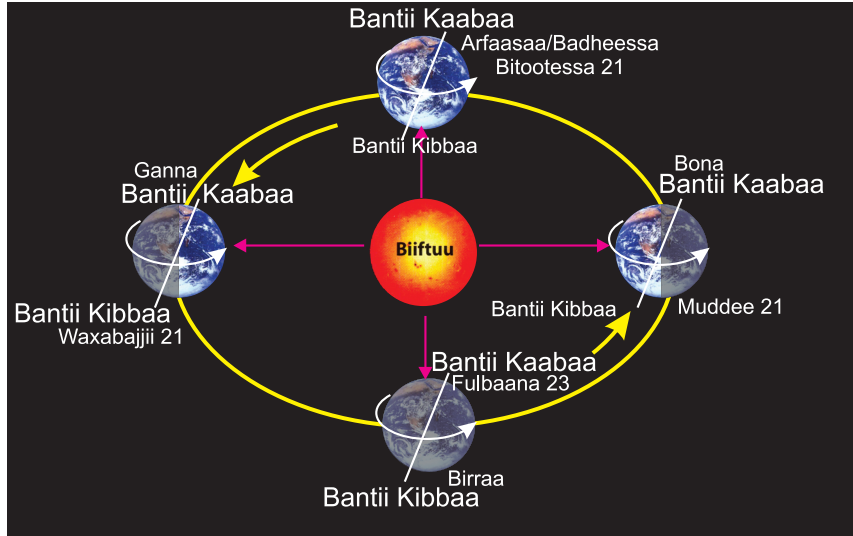 Bantii Kaabaa
Arfaasaa/Badheessa
Bitootessa 21
Bantii Kibbaa
Ganna
Bantii Kaabaa
Bantii Kibbaa
Waxabajjii 21
Biiftuu
Bona
Bantii Kaabaa
Bantii Kibbaa
Muddee 21
Bantii Kaabaa
Fulbaana 23
Birraa
Bantii Kibbaa